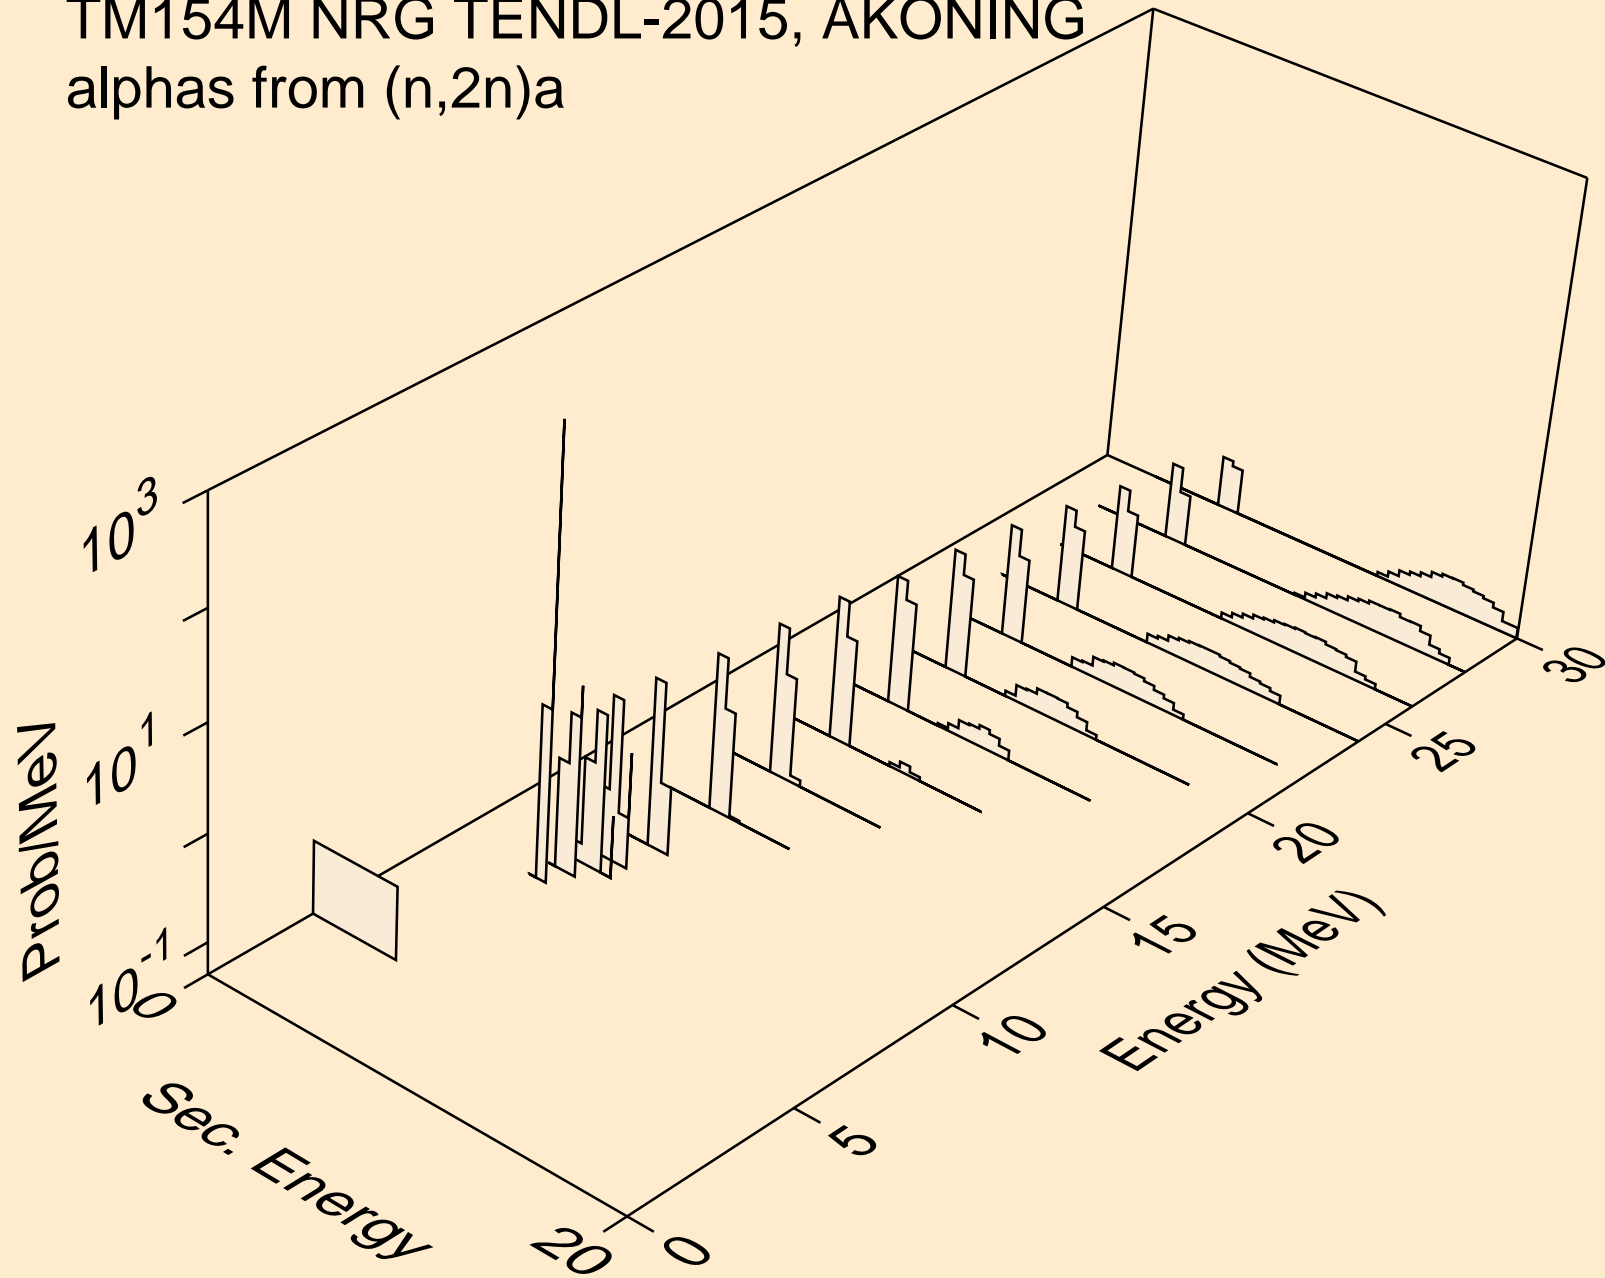 TM154M NRG TENDL-2015, AKONING
alphas from (n,2n)a
10^3
10^1
10^-1
Prob/MeV
0
Sec. Energy
20
0
5
10
15
20
25
30
Energy (MeV)